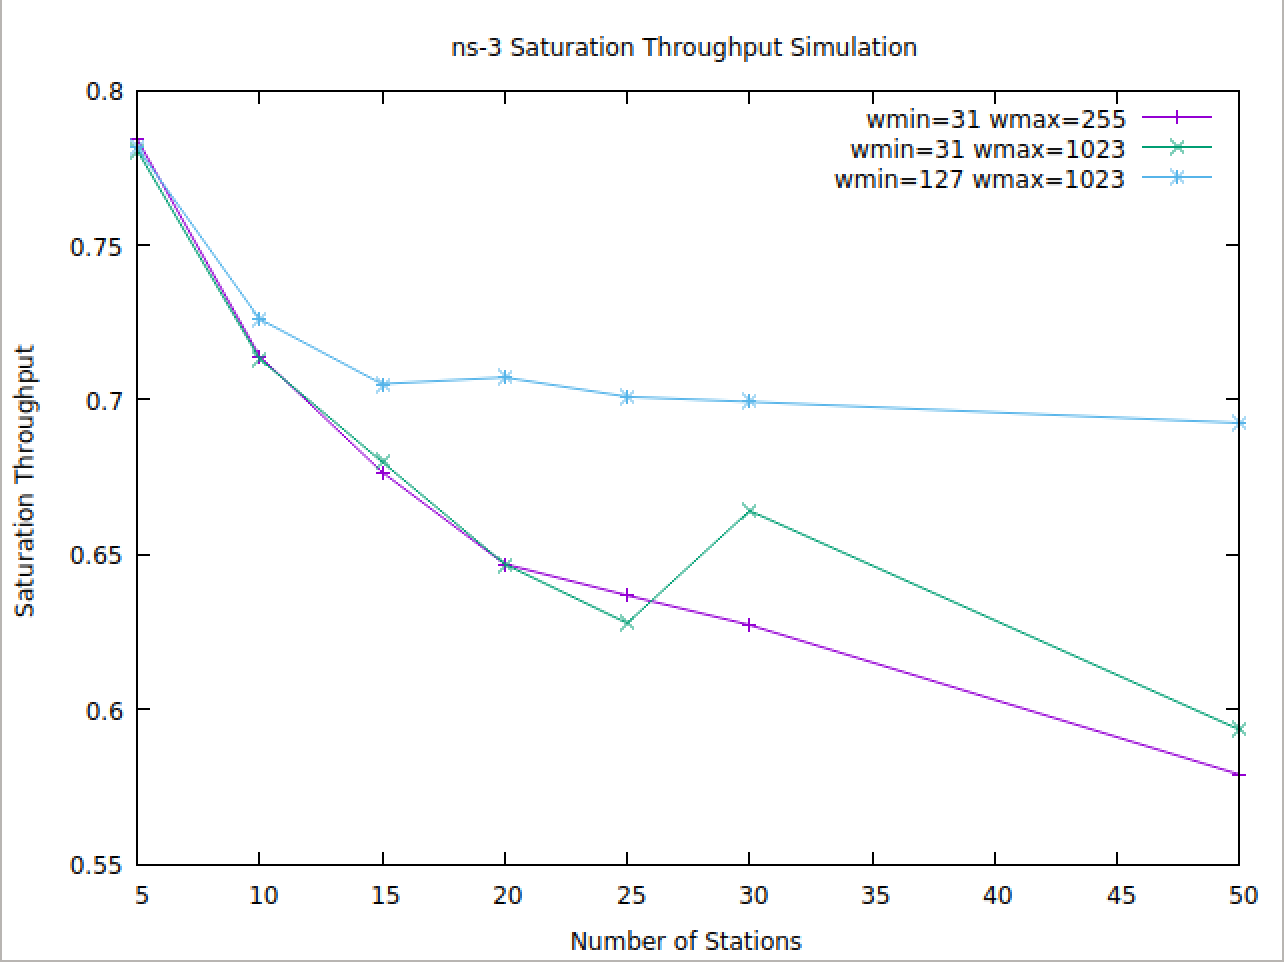 ns-3 Saturation Throughput Simulation
0.8
wmin=31 wmax=255
wmin=31 wmax=1023
wmin=127 wmax=1023
0.75
0.7
0.65
0.6
0.55
Saturation Throughput
5 10 15 20 25 30 35 40 45 50
Number of Stations